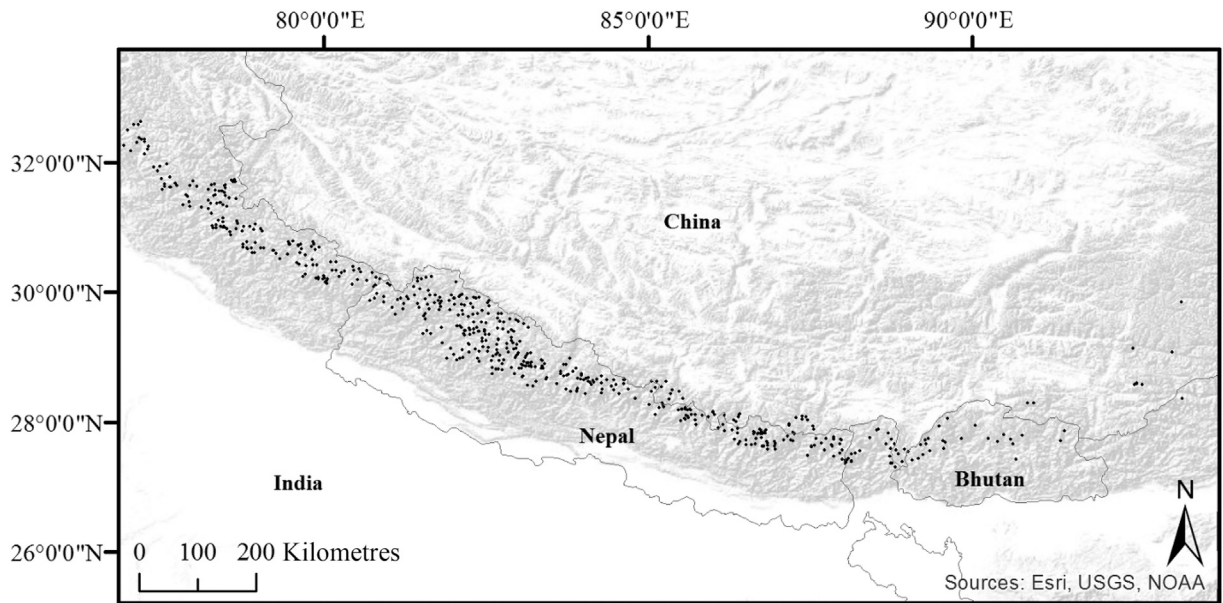 80°0'0"E 85°0'0"E 90°0'0"E
32°0'0"N
China
30°0'0"N
28°0'0"N
Nepal
India
Bhutan
N
26°0'0"N
0 100 200 Kilometres
Sources: Esri, USGS, NOAA